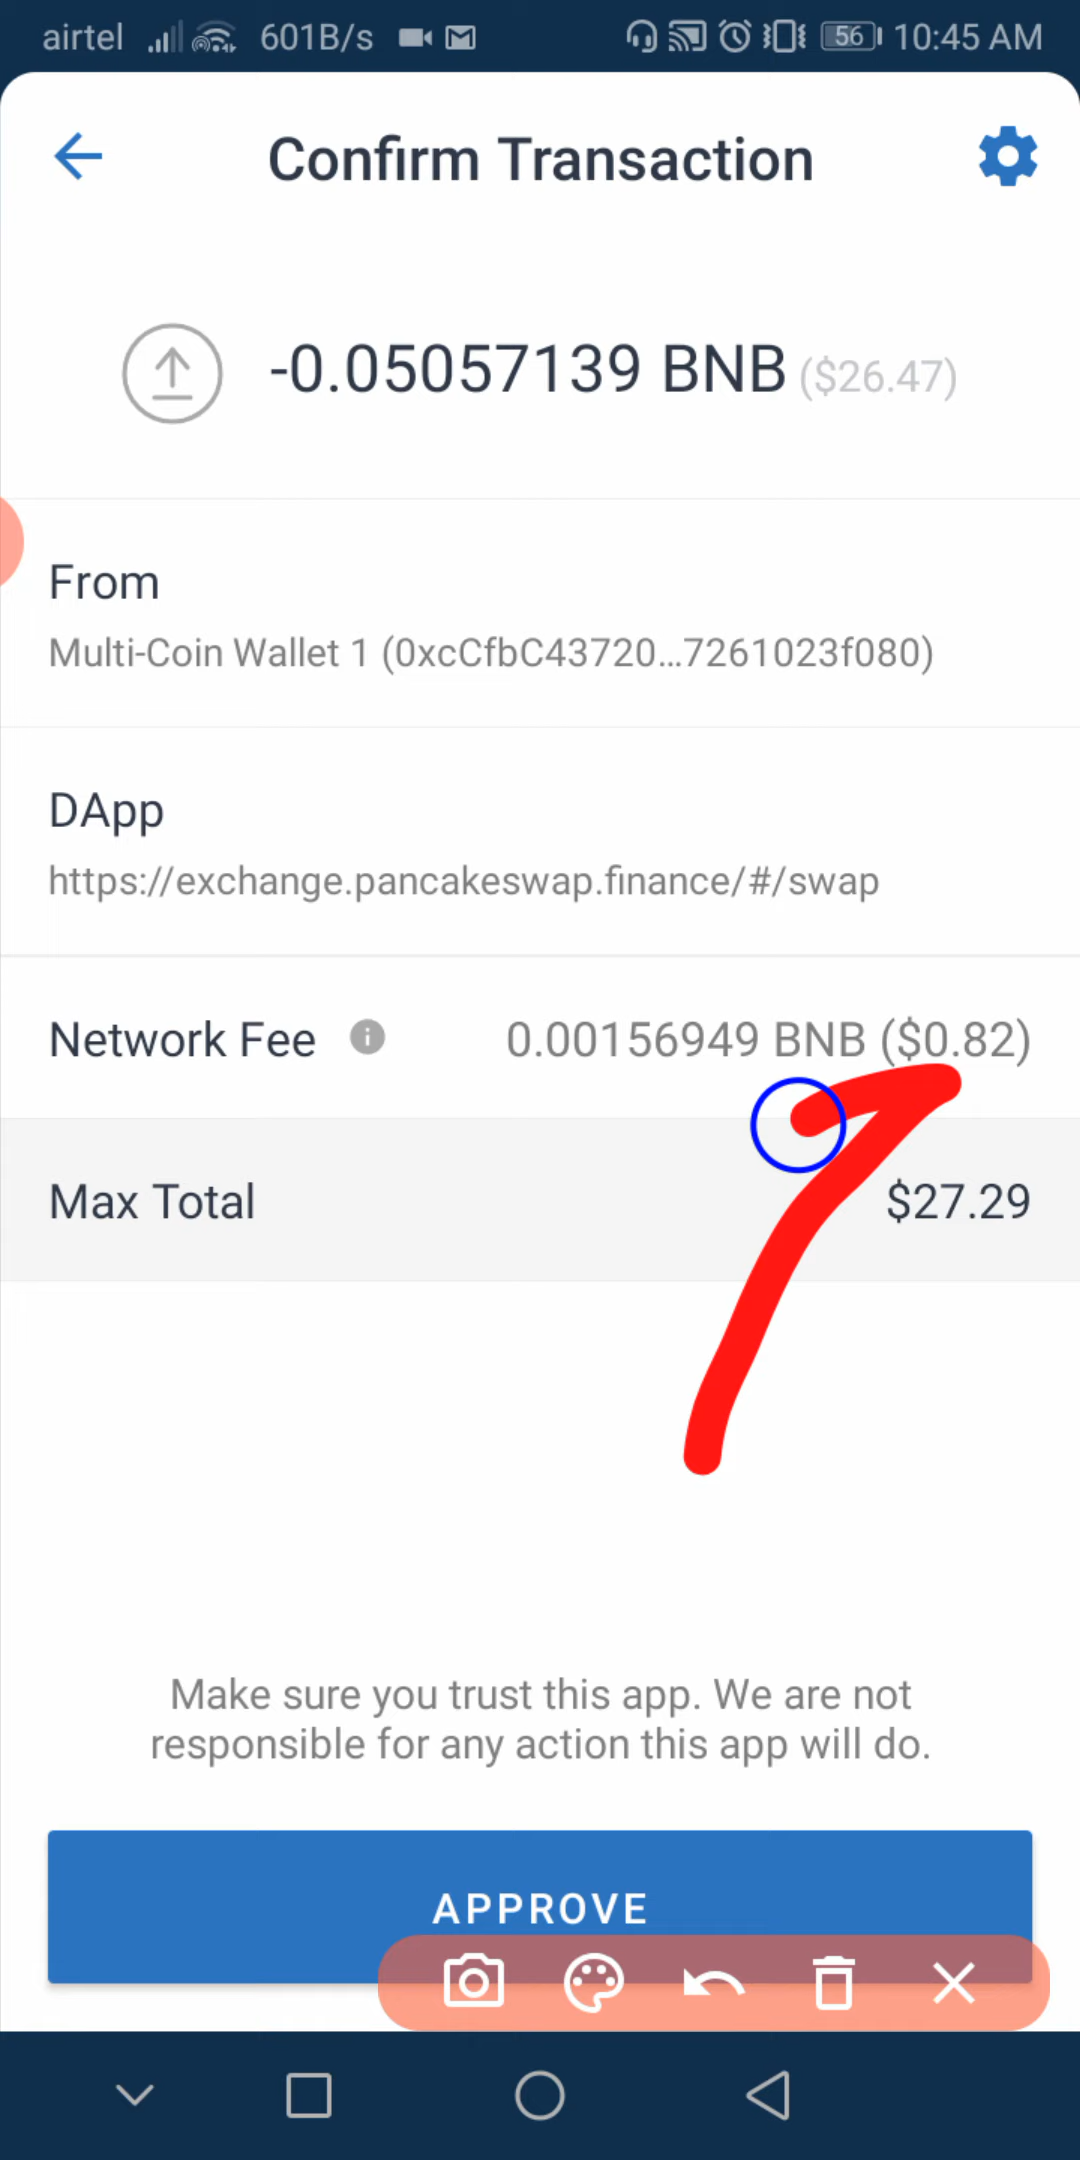 airtel 601B/s 56 10:45 AM
Confirm Transaction
-0.05057139 BNB ($26.47)
From
Multi-Coin Wallet 1 (0xcCfbC43720...7261023f080)
DApp
https://exchange.pancakeswap.finance/#/swap
Network Fee 0.00156949 BNB ($0.82)
Max Total $27.29
Make sure you trust this app. We are not
responsible for any action this app will do.
APPROVE